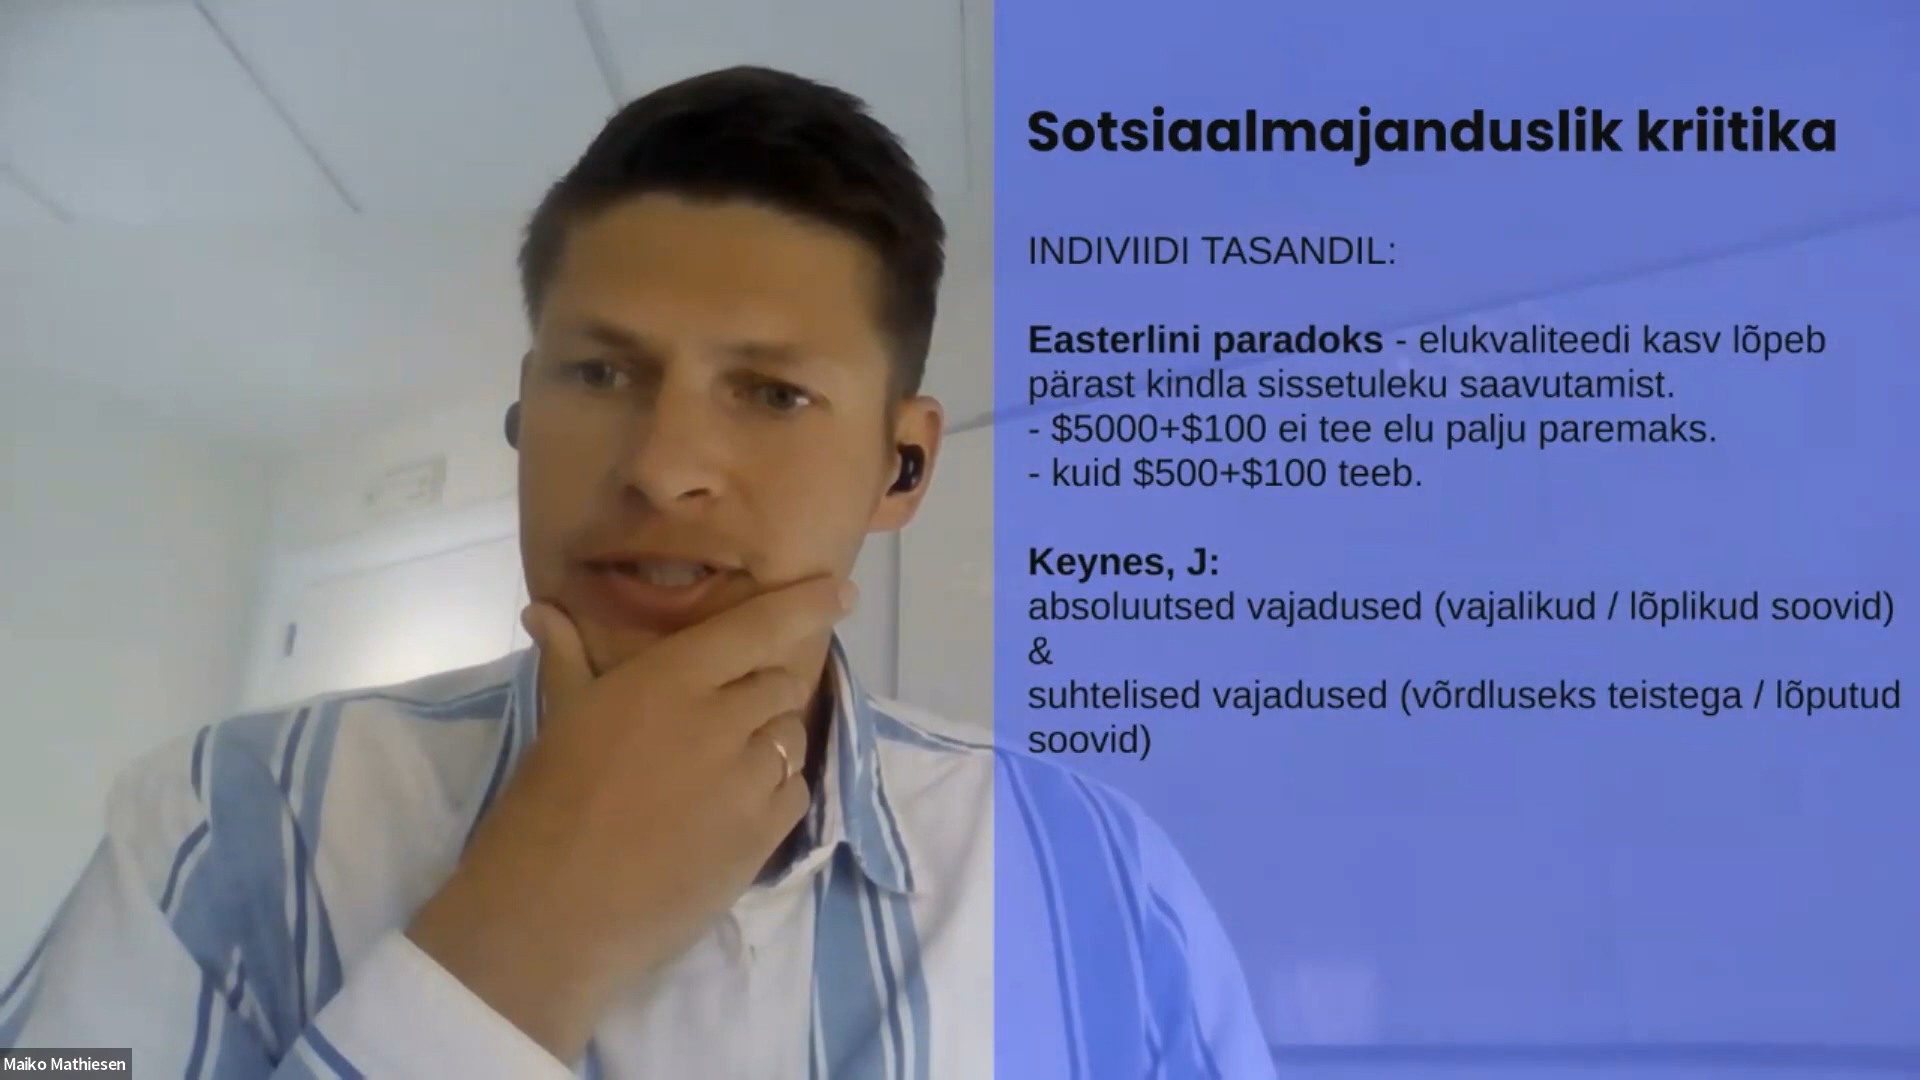 Sotsiaalmajanduslik kriitika
INDIVIIDI TASANDIL:
Easterlini paradoks - elukvaliteedi kasv lõpeb
pärast kindla sissetuleku saavutamist.
- $5000+$100 ei tee elu palju paremaks.
- kuid $500+$100 teeb.
Keynes, J:
absoluutsed vajadused (vajalikud / lõplikud soovid)
&
suhtelised vajadused (võrdluseks teistega / lõputud
soovid)
Maiko Mathiesen